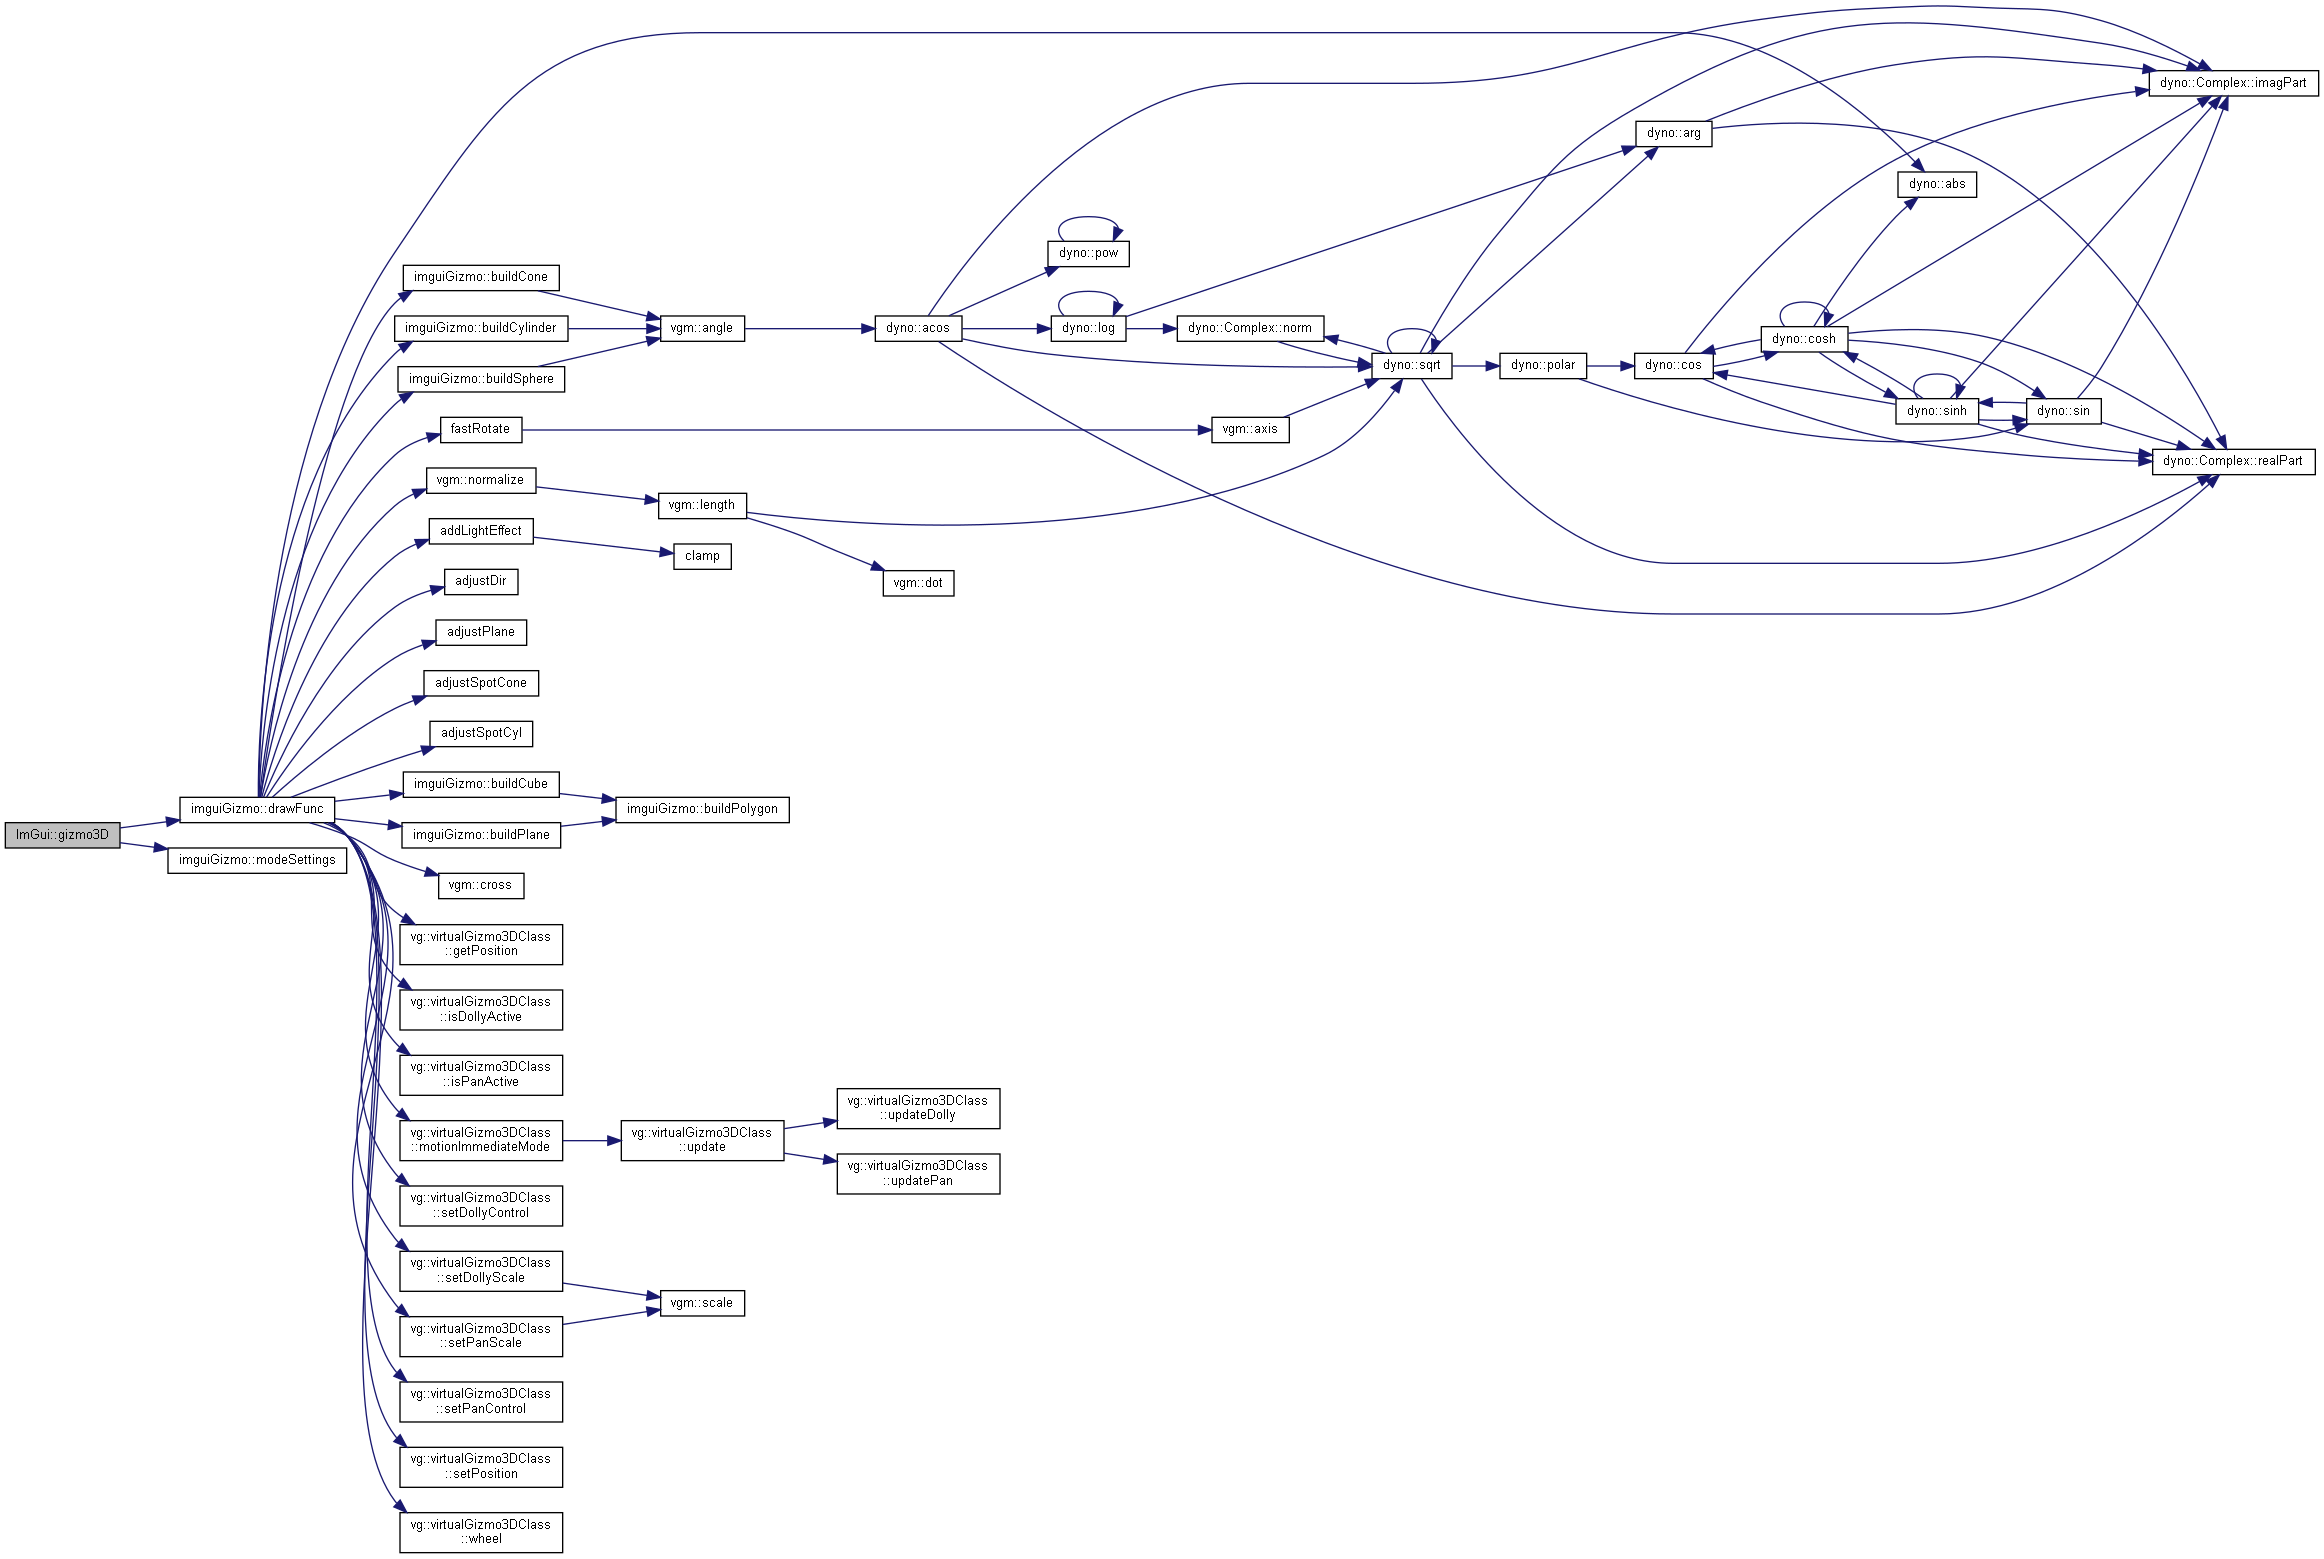 ImGui::gizmo3D
imguiGizmo::drawFunc
imguiGizmo::modeSettings
imguiGizmo::buildCone
imguiGizmo::buildCylinder
imguiGizmo::buildSphere
fastRotate
vgm::normalize
addLightEffect
adjustDir
adjustPlane
adjustSpotCone
adjustSpotCyl
imguiGizmo::buildCube
imguiGizmo::buildPlane
vgm::cross
vg::virtualGizmo3DClass
::getPosition
vg::virtualGizmo3DClass
::isDollyActive
vg::virtualGizmo3DClass
::isPanActive
vg::virtualGizmo3DClass
::motionImmediateMode
vg::virtualGizmo3DClass
::setDollyControl
vg::virtualGizmo3DClass
::setDollyScale
vg::virtualGizmo3DClass
::setPanScale
vg::virtualGizmo3DClass
::setPanControl
vg::virtualGizmo3DClass
::setPosition
vg::virtualGizmo3DClass
::wheel
vgm::angle
vgm::length
clamp
imguiGizmo::buildPolygon
vg::virtualGizmo3DClass
::update
vgm::scale
dyno::acos
vgm::dot
vg::virtualGizmo3DClass
::updateDolly
vg::virtualGizmo3DClass
::updatePan
dyno::pow
dyno::log
dyno::Complex::norm
vgm::axis
dyno::sqrt
dyno::polar
dyno::arg
dyno::cos
dyno::cosh
dyno::abs
dyno::sinh
dyno::sin
dyno::Complex::imagPart
dyno::Complex::realPart